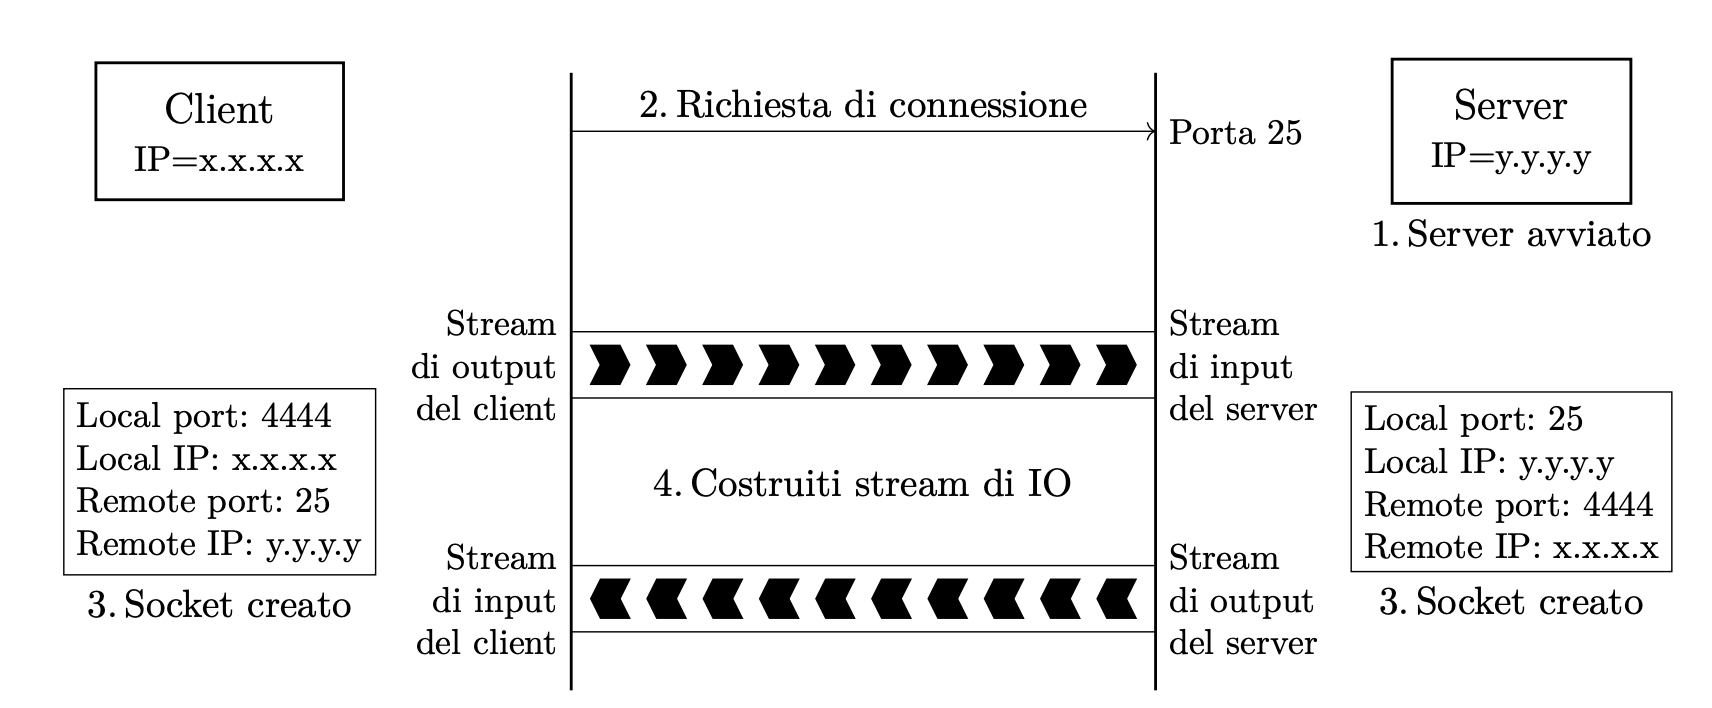 Client
IP=x.x.x.x
2. Richiesta di connessione
Porta 25
Server
IP=y.y.y.y
1. Server avviato
Stream
di output
del client
Stream
di input
del server
Local port: 4444
Local IP: x.x.x.x
Remote port: 25
Remote IP: y.y.y.y
3. Socket creato
4. Costruiti stream di IO
Local port: 25
Local IP: y.y.y.y
Remote port: 4444
Remote IP: x.x.x.x
3. Socket creato
Stream
di input
del client
Stream
di output
del server